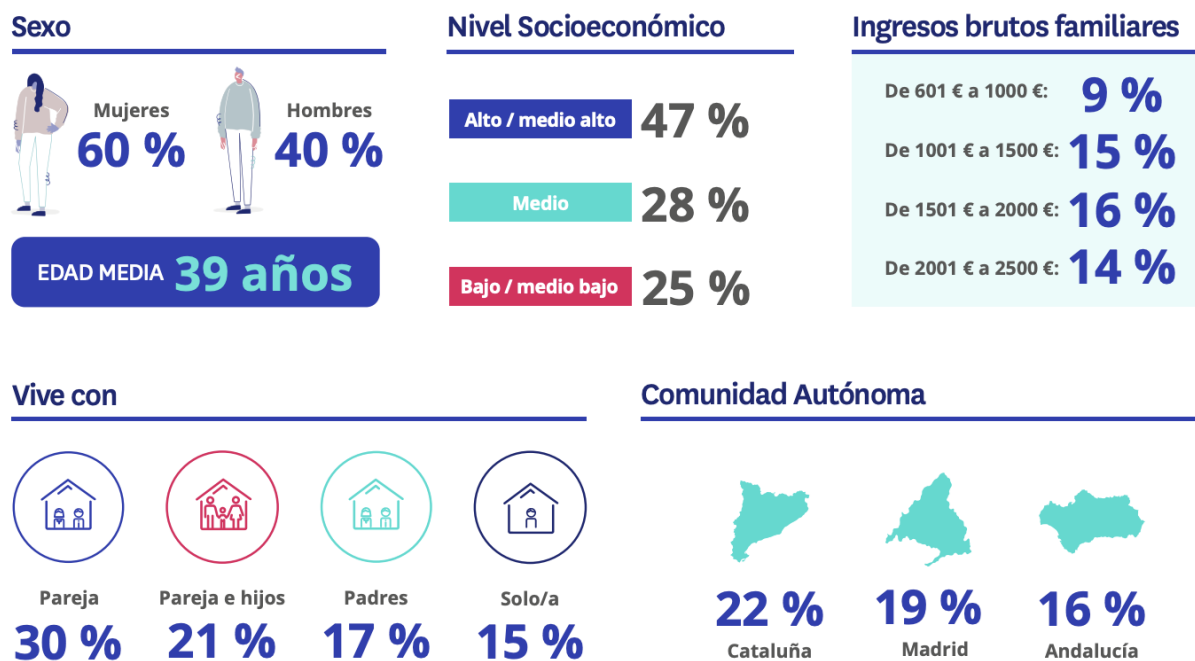 Sexo
Mujeres
60 %
Hombres
40 %
EDAD MEDIA 39 años
Nivel Socioeconómico
Alto / medio alto 47 %
Medio 28 %
Bajo / medio bajo 25 %
Ingresos brutos familiares
De 601 € a 1000 €: 9 %
De 1001 € a 1500 €: 15 %
De 1501 € a 2000 €: 16 %
De 2001 € a 2500 €: 14 %
Vive con
Pareja
30 %
Pareja e hijos
21 %
Padres
17 %
Solo/a
15 %
Comunidad Autónoma
22 %
Cataluña
19 %
Madrid
16 %
Andalucía